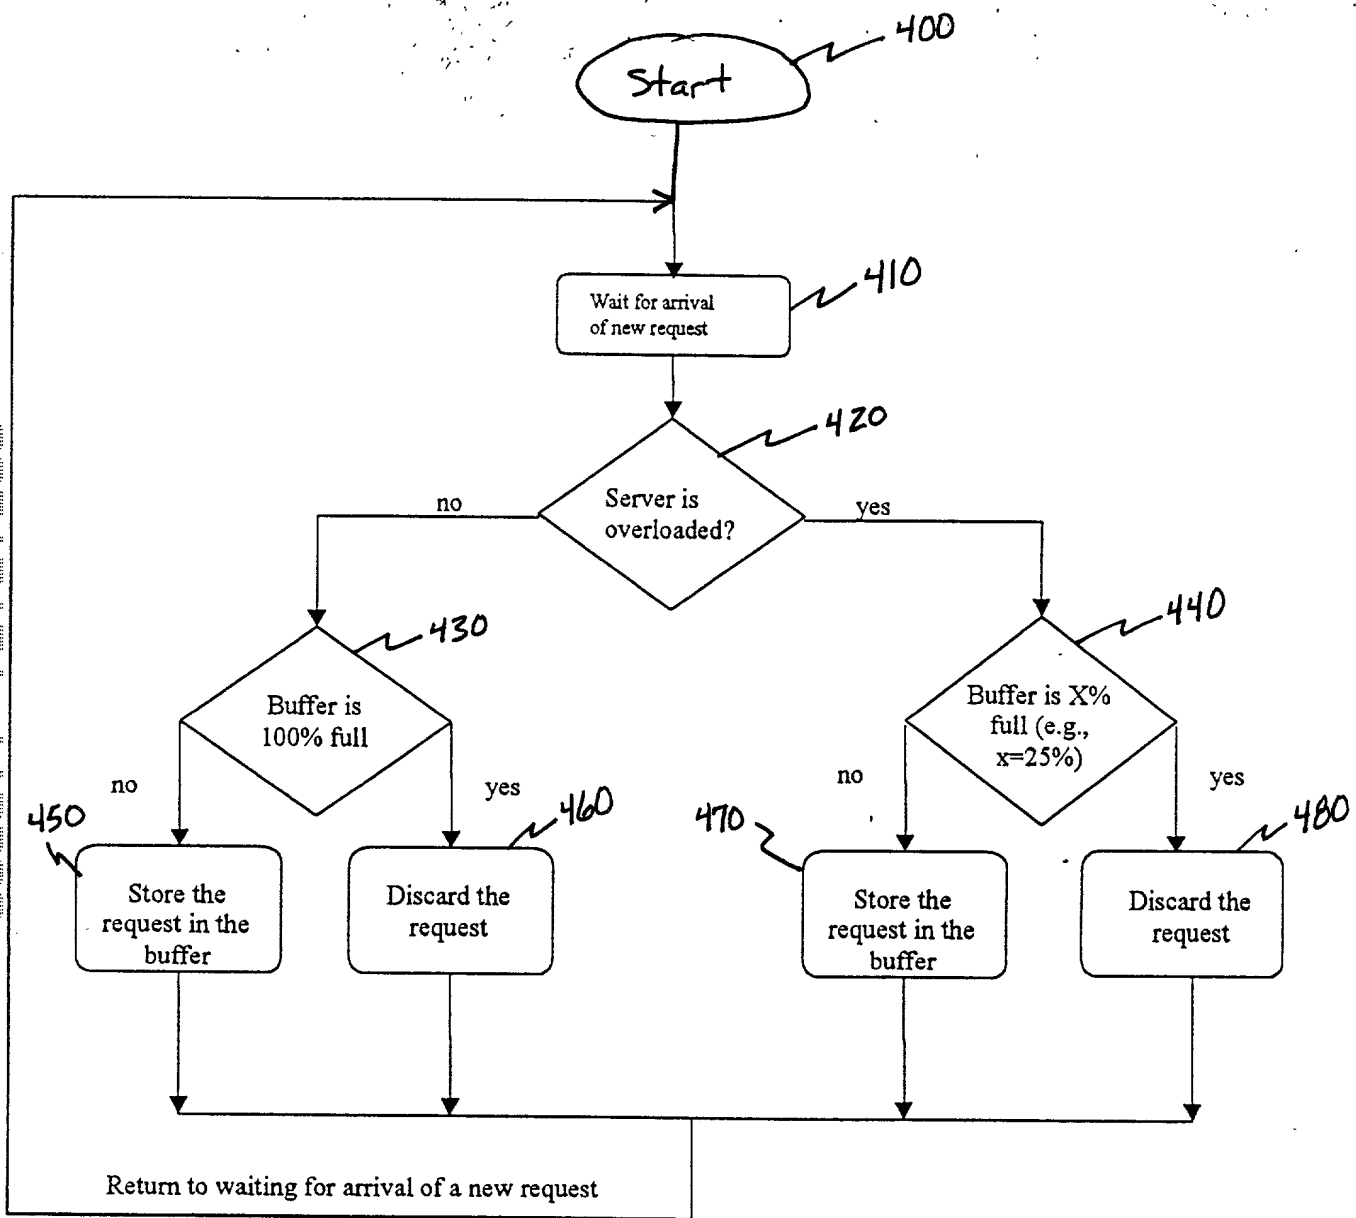 400
Start
410
Wait for arrival
of new request
420
Server is
overloaded?
no
yes
430
Buffer is
100% full
440
Buffer is X%
full (e.g.,
x=25%)
no
yes
no
yes
450
Store the
request in the
buffer
460
Discard the
request
470
Store the
request in the
buffer
480
Discard the
request
Return to waiting for arrival of a new request